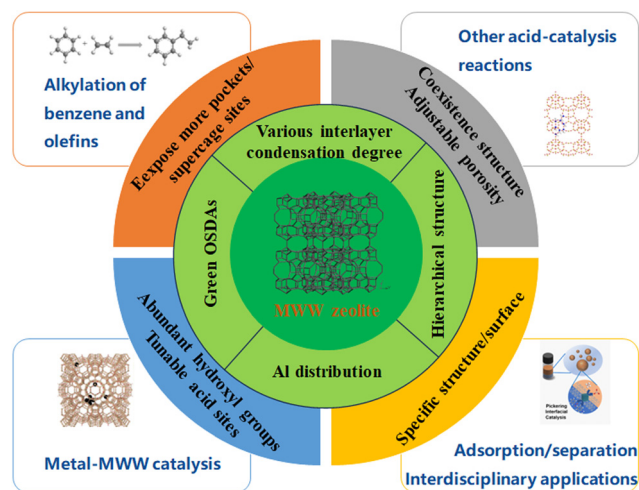 Alkylation of
benzene and
olefins
Other acid-catalysis
reactions
Eexpose more pockets/
supercage sites
Coexistence structure
Adjustable porosity
Various interlayer
condensation degree
Green OSDAs
Hierarchical structure
MWW zeolite
Al distribution
Abundant hydroxyl groups
Tunable acid sites
Specific structure/surface
Metal-MWW catalysis
Pickering
Interfacial
Catalysis
Adsorption/separation
Interdisciplinary applications